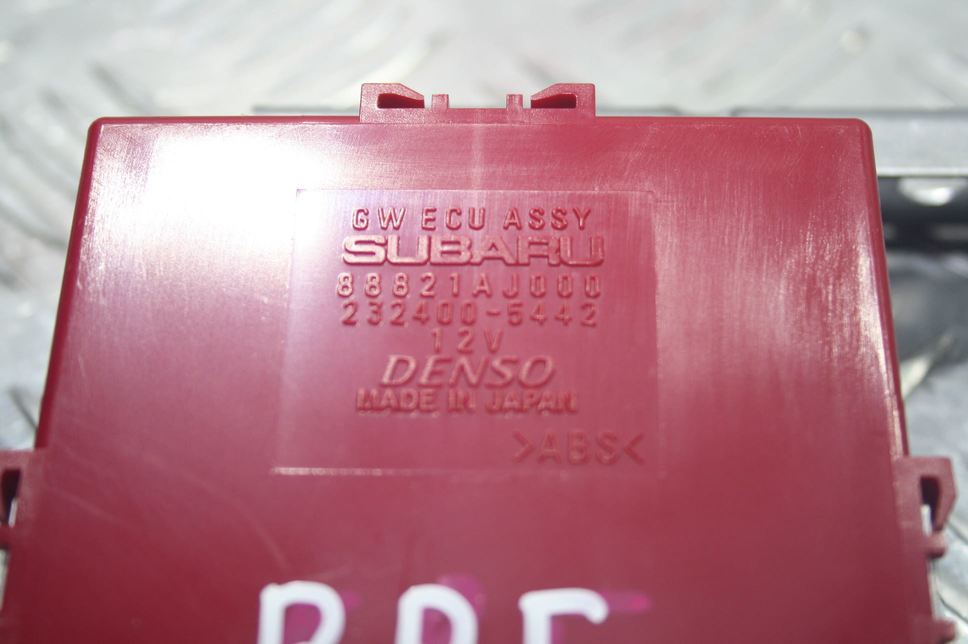 GW ECU ASSY
SUBARU
88821AJ000
232400-5442
12V
DENSO
MADE IN JAPAN
>ABS<